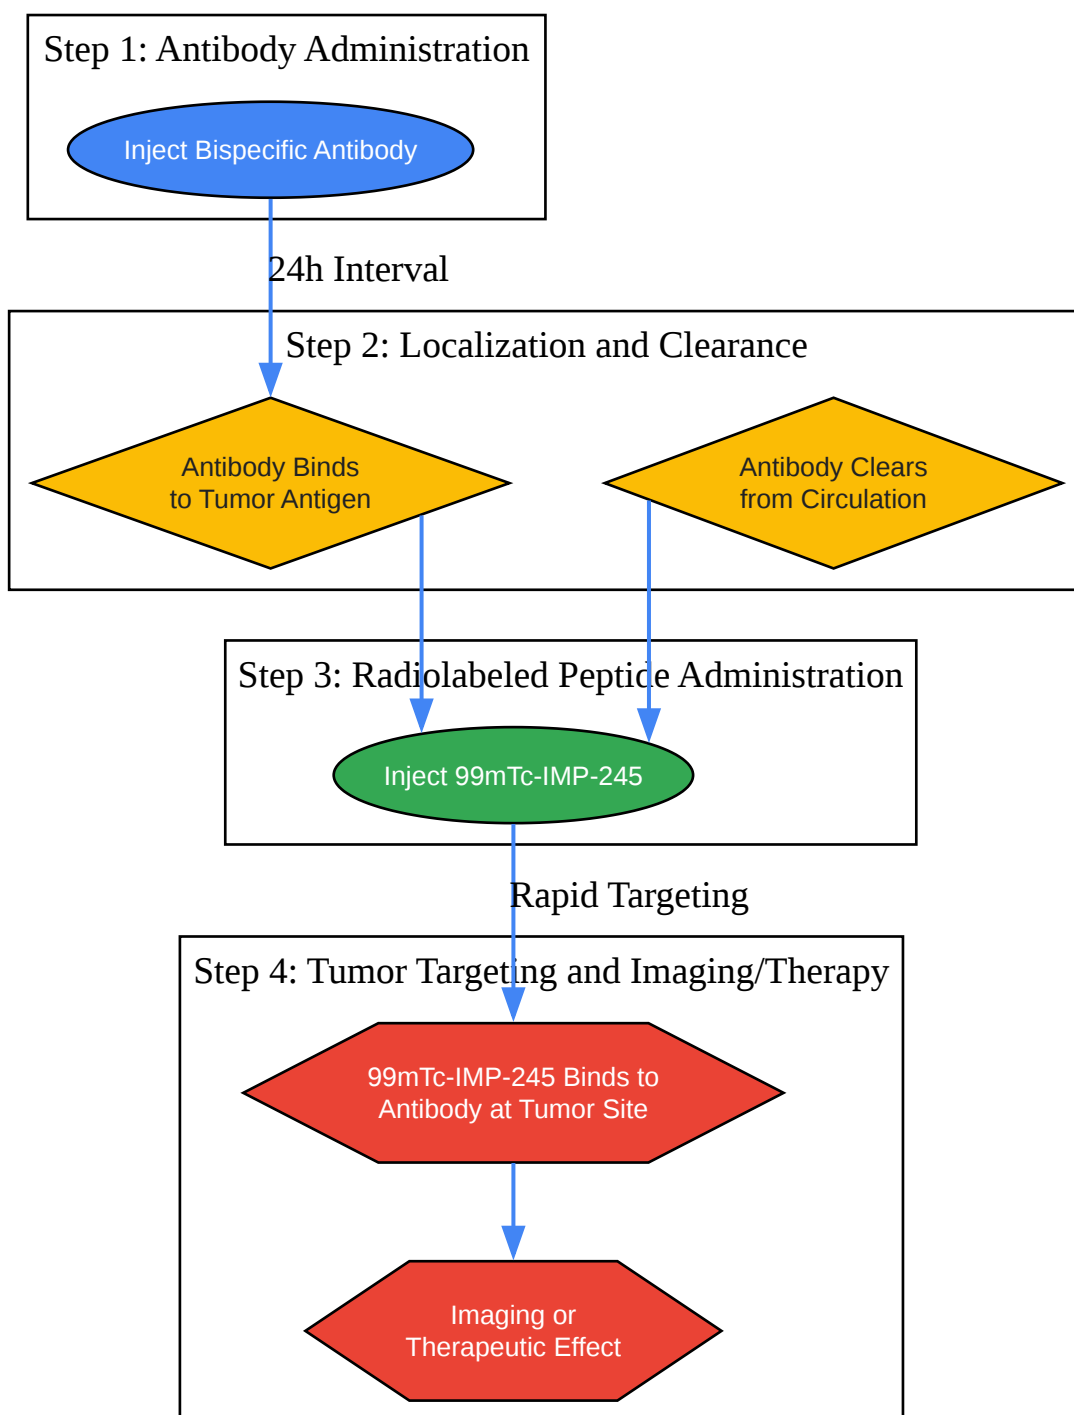 Step 1: Antibody Administration
Inject Bispecific Antibody
24h Interval
Step 2: Localization and Clearance
Antibody Binds
to Tumor Antigen
Antibody Clears
from Circulation
Step 3: Radiolabeled Peptide Administration
Inject 99mTc-IMP-245
Rapid Targeting
Step 4: Tumor Targeting and Imaging/Therapy
99mTc-IMP-245 Binds to
Antibody at Tumor Site
Imaging or
Therapeutic Effect